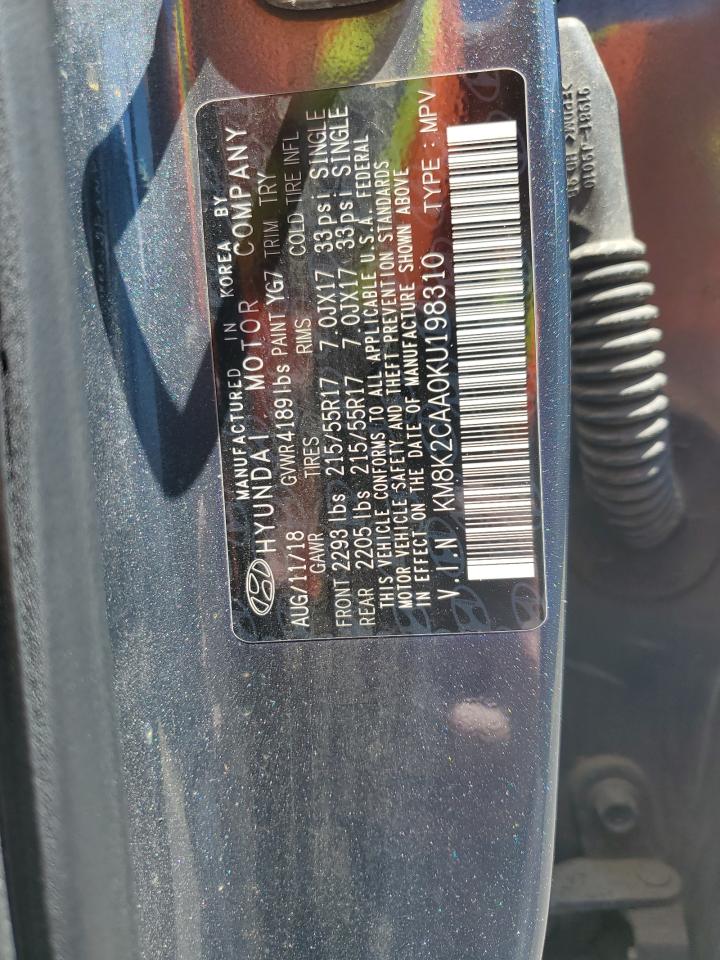 MANUFACTURED IN KOREA BY
HYUNDAI MOTOR COMPANY
AUG/11/18 GVWR 4189 lbs PAINT YG7 TRIM TRY
GAWR TIRES RIMS COLD TIRE INFL
FRONT 2293 lbs 215/55R17 7.0JX17 33psi SINGLE
REAR 2205 lbs 215/55R17 7.0JX17 33psi SINGLE
THIS VEHICLE CONFORMS TO ALL APPLICABLE U.S.A. FEDERAL
MOTOR VEHICLE SAFETY AND THEFT PREVENTION STANDARDS
IN EFFECT ON THE DATE OF MANUFACTURE SHOWN ABOVE
V.I.N KM8K2CAA0KU198310 TYPE : MPV